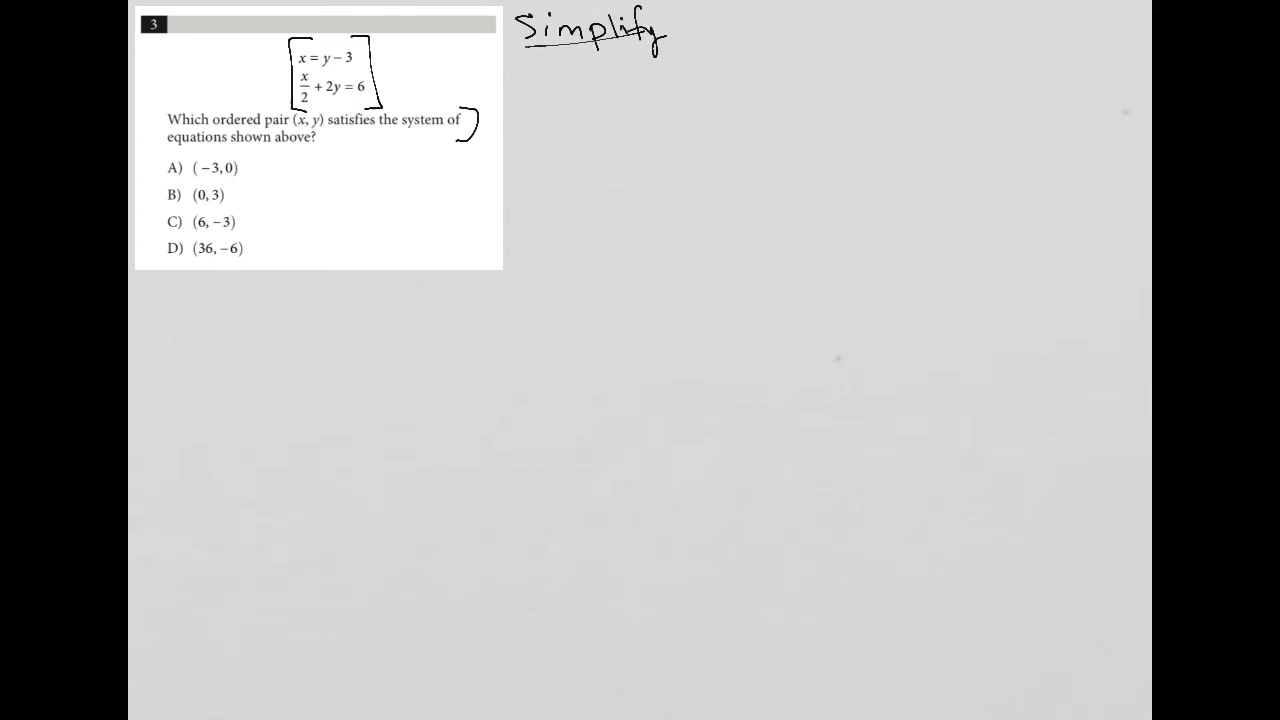 3
Simplify
x = y − 3
x/2 + 2y = 6
Which ordered pair (x, y) satisfies the system of
equations shown above?
A) (−3, 0)
B) (0, 3)
C) (6, −3)
D) (36, −6)